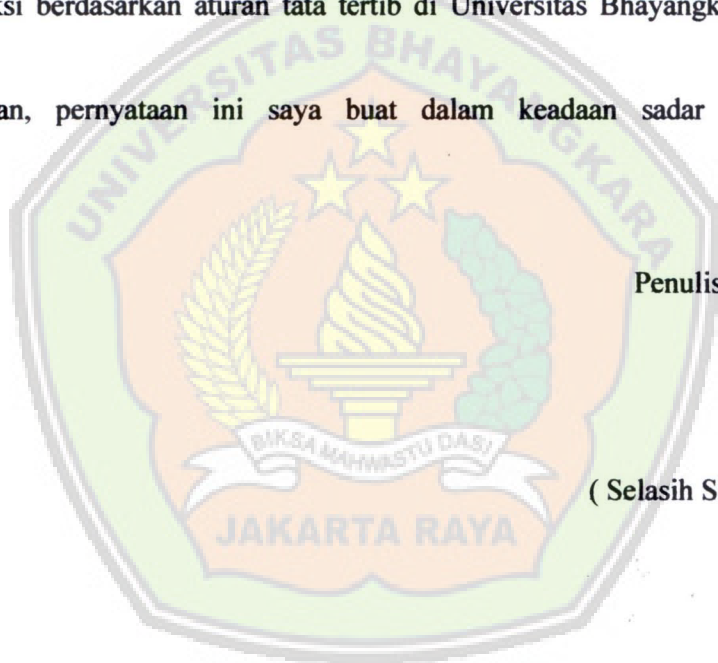 ksi berdasarkan aturan tata tertib di Universitas Bhayangk
an, pernyataan ini saya buat dalam keadaan sadar
UNIVERSITAS BHAYANGKARA
Penulis
BIKSA MAHWASTU DASI
( Selasih S
JAKARTA RAYA